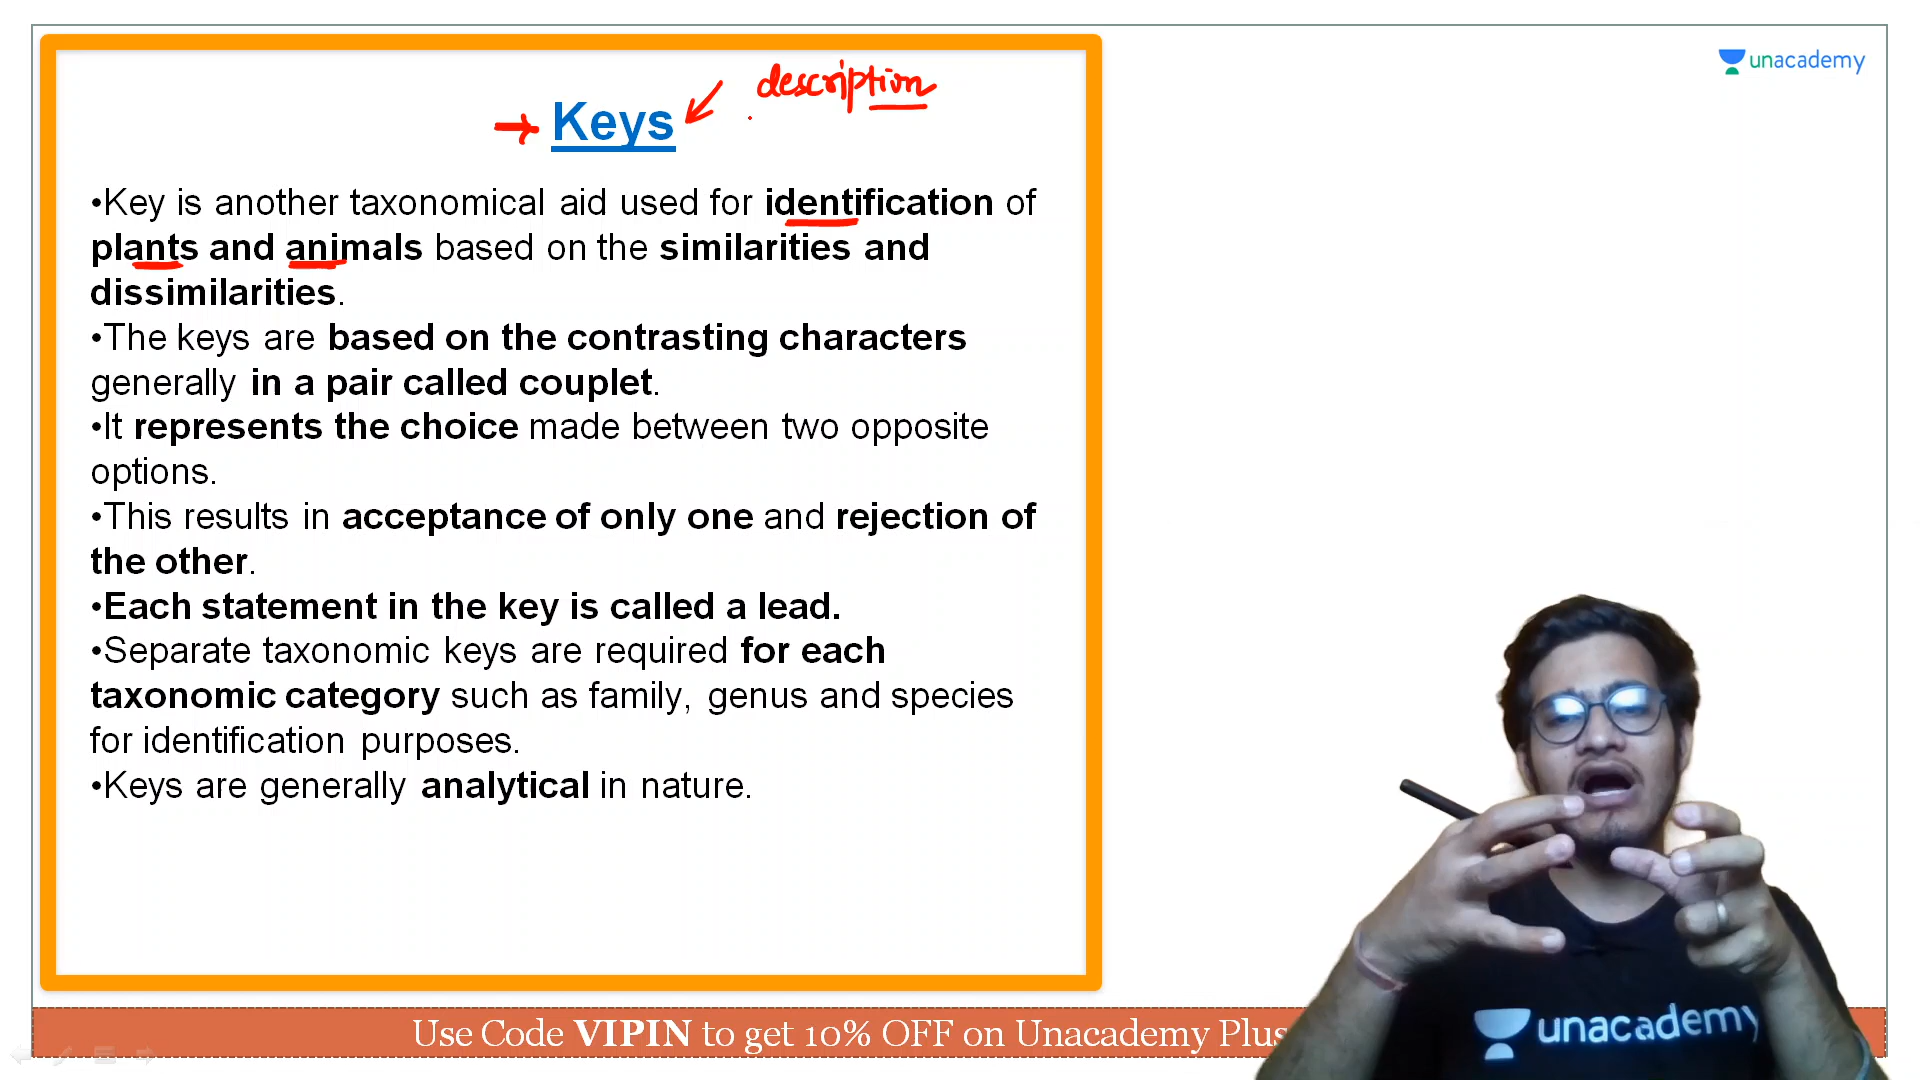 description
unacademy
Keys
•Key is another taxonomical aid used for identification of
plants and animals based on the similarities and
dissimilarities.
•The keys are based on the contrasting characters
generally in a pair called couplet.
•It represents the choice made between two opposite
options.
•This results in acceptance of only one and rejection of
the other.
•Each statement in the key is called a lead.
•Separate taxonomic keys are required for each
taxonomic category such as family, genus and species
for identification purposes.
•Keys are generally analytical in nature.
Use Code VIPIN to get 10% OFF on Unacademy Plus
unacademy